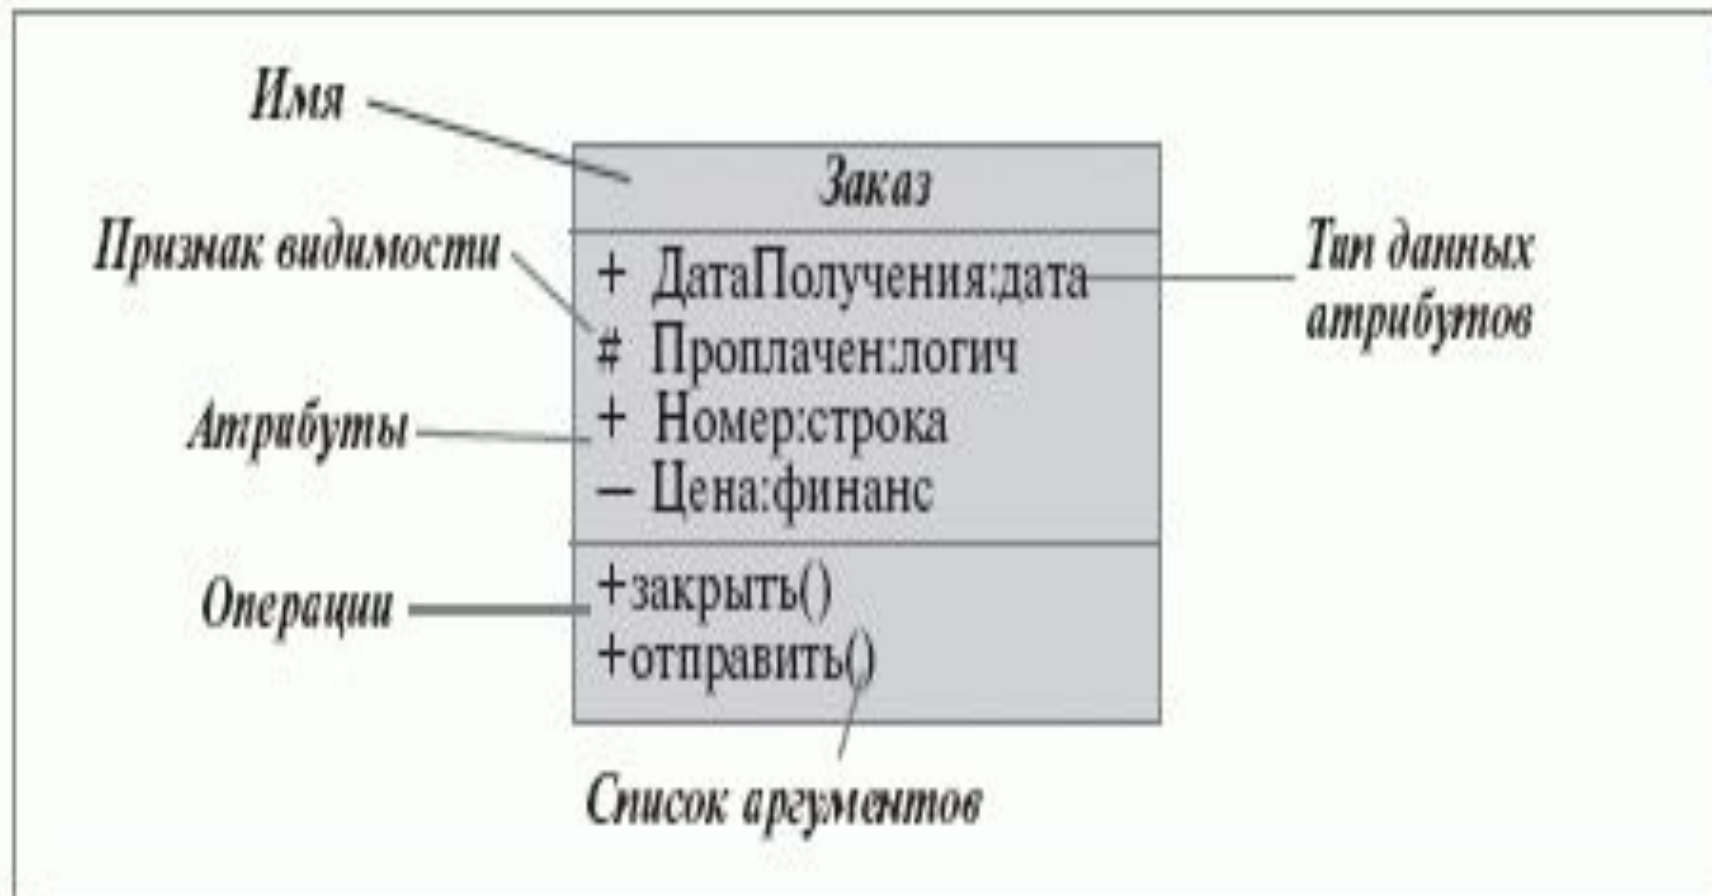 Имя
Заказ
Признак видимости
+ ДатаПолучения:дата
Тип данных
атрибутов
# Проплачен:логич
Атрибуты
+ Номер:строка
– Цена:финанс
Операции
+закрыть()
+отправить()
Список аргументов